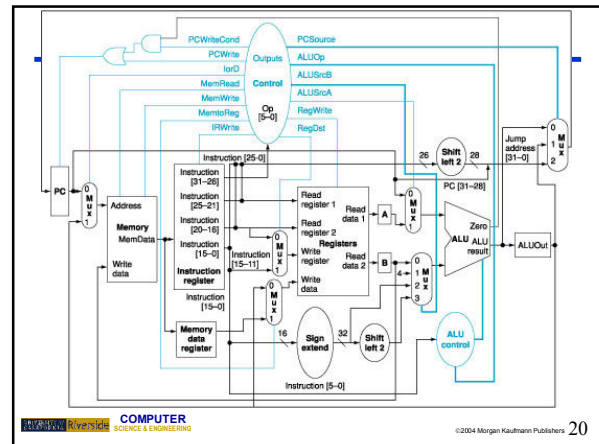 PCWriteCond
PCWrite
IorD
MemRead
MemWrite
MemtoReg
IRWrite
Outputs
Control
Op
[5–0]
PCSource
ALUOp
ALUSrcB
ALUSrcA
RegWrite
RegDst
Instruction [25-0]
26
Shift
left 2
28
Jump
address
[31-0]
0
1
2
M
u
x
PC [31–28]
PC
0
M
u
x
1
Address
Memory
MemData
Write
data
Instruction
[31–26]
Instruction
[25–21]
Instruction
[20–16]
Instruction
[15–0]
Instruction
register
Instruction
[15–0]
Instruction
[15–11]
0
M
u
x
1
0
M
u
x
1
Memory
data
register
Read
register 1
Read
register 2
Registers
Write
register
Write
data
Read
data 1
Read
data 2
A
B
0
M
u
x
1
4
0
1
M
u
2
x
3
Zero
ALU
ALU
result
ALUOut
16
Sign
extend
32
Shift
left 2
ALU
control
Instruction [5–0]
UNIVERSITY OF
CALIFORNIA
Riverside
COMPUTER
SCIENCE & ENGINEERING
©2004 Morgan Kaufmann Publishers
20